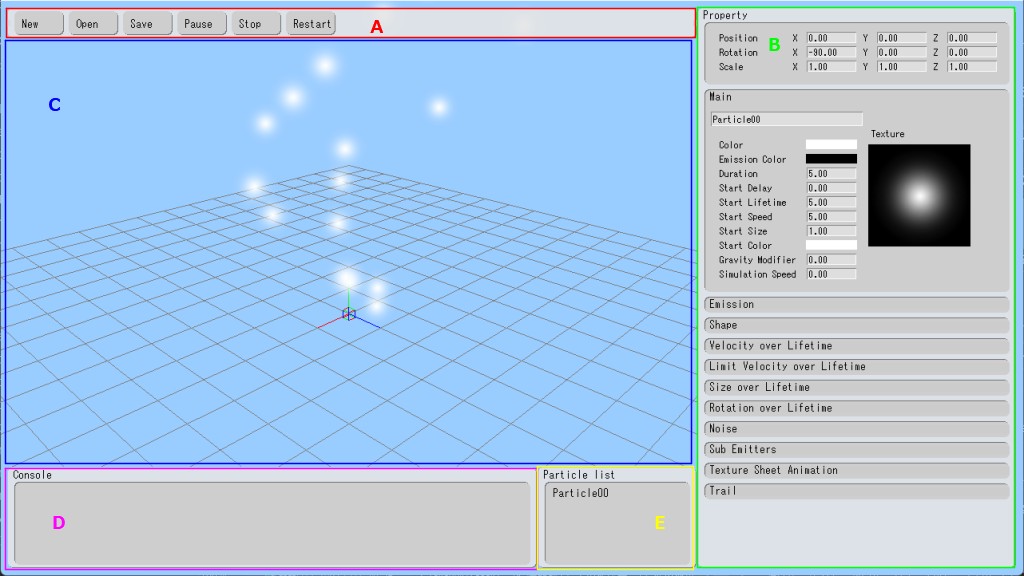 New Open Save Pause Stop Restart
A
C
Property
Position X 0.00 Y 0.00 Z 0.00
Rotation X -90.00 Y 0.00 Z 0.00
Scale X 1.00 Y 1.00 Z 1.00
B
Main
Particle00
Texture
Color
Emission Color
Duration 5.00
Start Delay 0.00
Start Lifetime 5.00
Start Speed 5.00
Start Size 1.00
Start Color
Gravity Modifier 0.00
Simulation Speed 0.00
Emission
Shape
Velocity over Lifetime
Limit Velocity over Lifetime
Size over Lifetime
Rotation over Lifetime
Noise
Sub Emitters
Texture Sheet Animation
Trail
Console
D
Particle list
Particle00
E